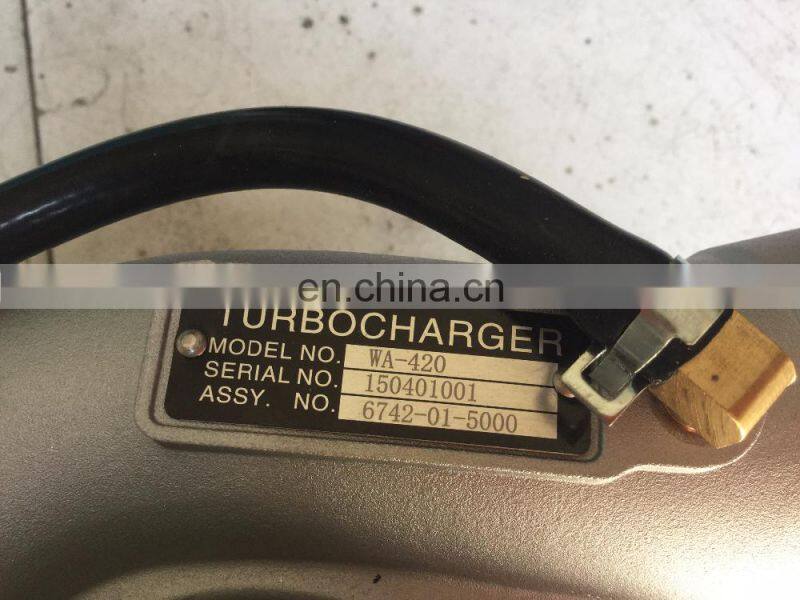 en.china.cn
TURBOCHARGER
MODEL NO. WA-420
SERIAL NO. 150401001
ASSY. NO. 6742-01-5000